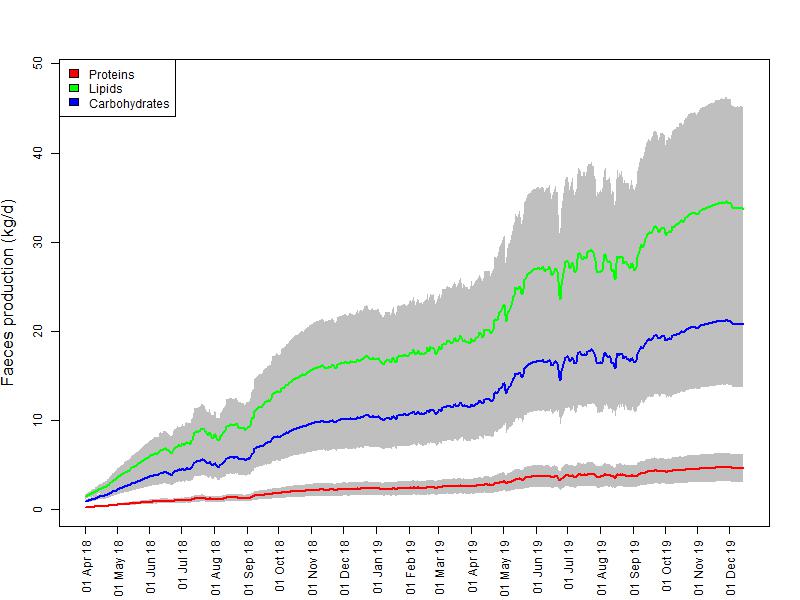 Proteins
Lipids
Carbohydrates
Faeces production (kg/d)
50
40
30
20
10
0
01 Apr 18
01 May 18
01 Jun 18
01 Jul 18
01 Aug 18
01 Sep 18
01 Oct 18
01 Nov 18
01 Dec 18
01 Jan 19
01 Feb 19
01 Mar 19
01 Apr 19
01 May 19
01 Jun 19
01 Jul 19
01 Aug 19
01 Sep 19
01 Oct 19
01 Nov 19
01 Dec 19